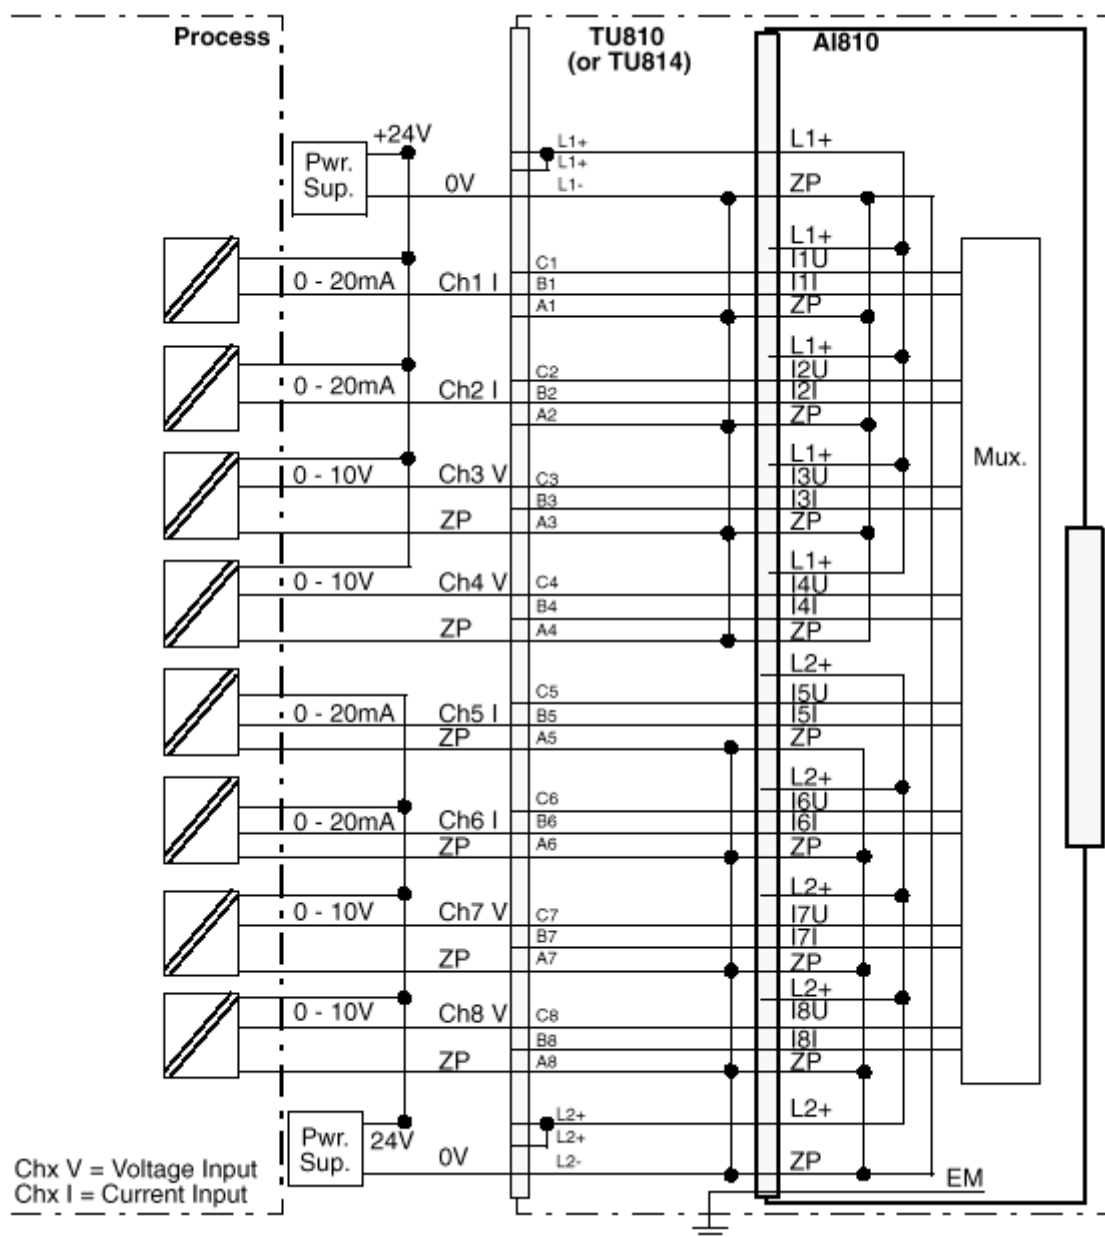 Process
TU810
(or TU814)
AI810
+24V
Pwr.
Sup.
0V
L1+
L1+
L1-
L1+
ZP
L1+
0 - 20mA
Ch1 I
C1
B1
A1
I1U
I1I
ZP
L1+
0 - 20mA
Ch2 I
C2
B2
A2
I2U
I2I
ZP
Mux.
L1+
0 - 10V
Ch3 V
ZP
C3
B3
A3
I3U
I3I
ZP
L1+
0 - 10V
Ch4 V
ZP
C4
B4
A4
I4U
I4I
ZP
L2+
0 - 20mA
Ch5 I
ZP
C5
B5
A5
I5U
I5I
ZP
L2+
0 - 20mA
Ch6 I
ZP
C6
B6
A6
I6U
I6I
ZP
L2+
0 - 10V
Ch7 V
ZP
C7
B7
A7
I7U
I7I
ZP
L2+
0 - 10V
Ch8 V
ZP
C8
B8
A8
I8U
I8I
ZP
Pwr.
Sup.
24V
0V
L2+
L2+
L2-
L2+
ZP
EM
Chx V = Voltage Input
Chx I = Current Input